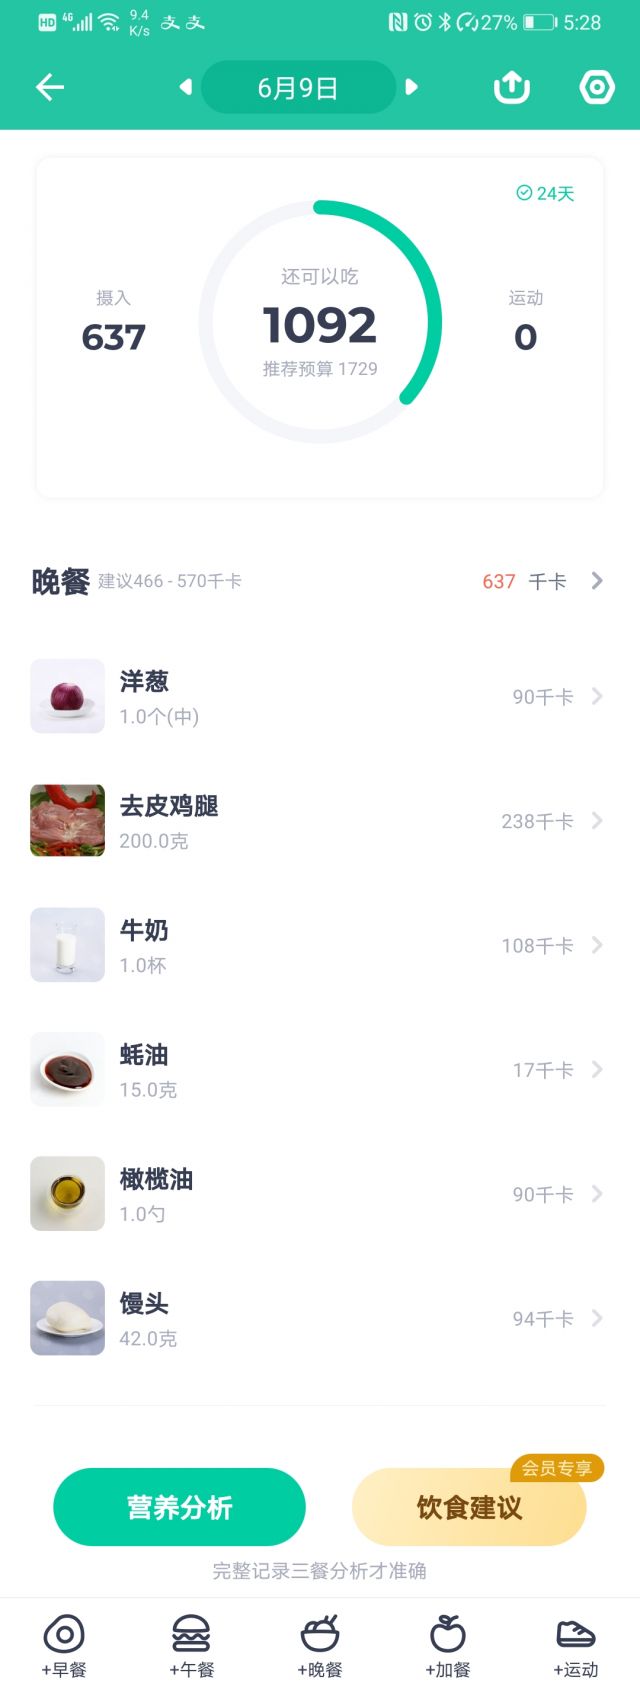 HD 4G 9.4 K/s 支 支 27% 5:28
6月9日
24天
还可以吃
摄入
运动
637
1092
0
推荐预算 1729
晚餐 建议466 - 570千卡 637 千卡
洋葱
1.0个(中)
90千卡
去皮鸡腿
200.0克
238千卡
牛奶
1.0杯
108千卡
蚝油
15.0克
17千卡
橄榄油
1.0勺
90千卡
馒头
42.0克
94千卡
会员专享
营养分析
饮食建议
完整记录三餐分析才准确
+早餐 +午餐 +晚餐 +加餐 +运动